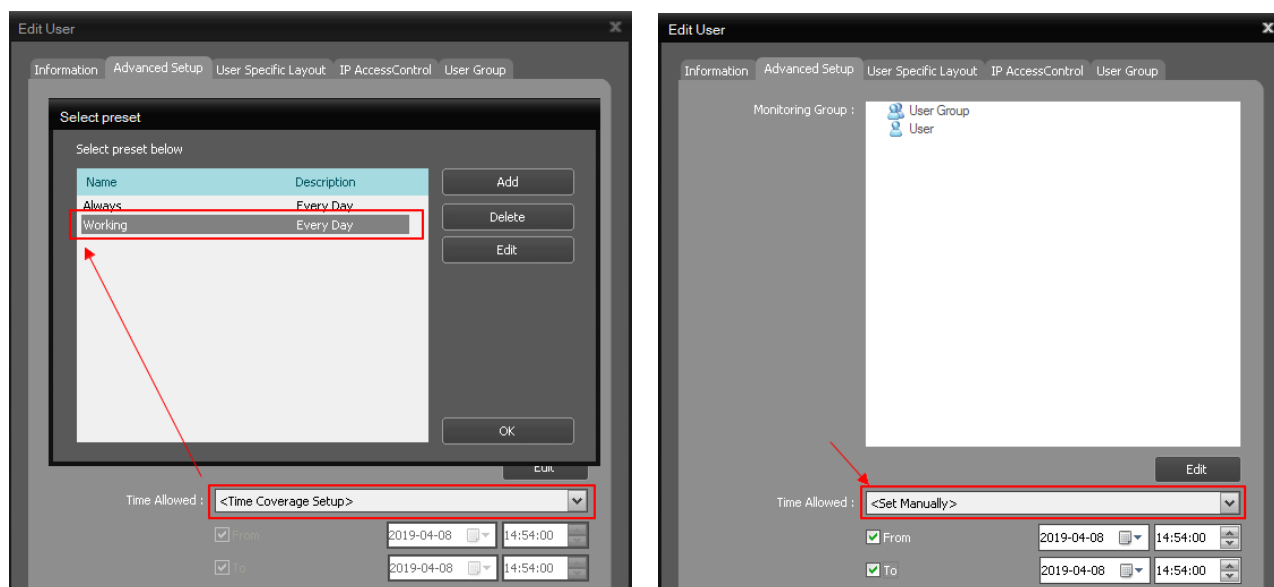 Edit User
Information Advanced Setup User Specific Layout IP AccessControl User Group
Select preset
Select preset below
Name Description
Always Every Day
Working Every Day
Add
Delete
Edit
OK
Edit
Time Allowed : <Time Coverage Setup>
From 2019-04-08 14:54:00
To 2019-04-08 14:54:00
Edit User
Information Advanced Setup User Specific Layout IP AccessControl User Group
Monitoring Group :
User Group
User
Edit
Time Allowed : <Set Manually>
From 2019-04-08 14:54:00
To 2019-04-08 14:54:00